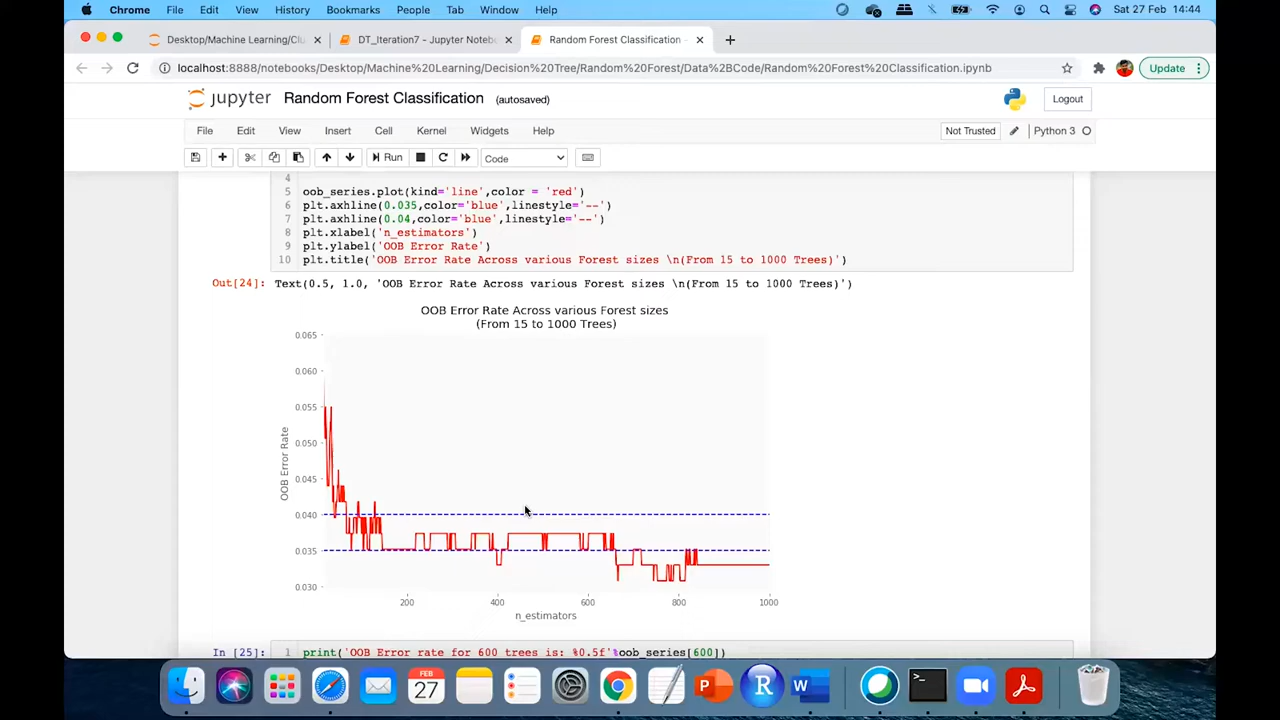 Chrome File Edit View History Bookmarks People Tab Window Help Sat 27 Feb 14:44
Desktop/Machine Learning/Clu DT_Iteration7 - Jupyter Notebo Random Forest Classification -
localhost:8888/notebooks/Desktop/Machine%20Learning/Decision%20Tree/Random%20Forest/Data%2BCode/Random%20Forest%20Classification.ipynb Update
jupyter Random Forest Classification (autosaved) Logout
File Edit View Insert Cell Kernel Widgets Help Not Trusted Python 3
Run Code
4
5 oob_series.plot(kind='line',color = 'red')
6 plt.axhline(0.035,color='blue',linestyle='--')
7 plt.axhline(0.04,color='blue',linestyle='--')
8 plt.xlabel('n_estimators')
9 plt.ylabel('OOB Error Rate')
10 plt.title('OOB Error Rate Across various Forest sizes \n(From 15 to 1000 Trees)')
Out[24]: Text(0.5, 1.0, 'OOB Error Rate Across various Forest sizes \n(From 15 to 1000 Trees)')
OOB Error Rate Across various Forest sizes
(From 15 to 1000 Trees)
0.065
0.060
0.055
0.050
0.045
0.040
0.035
0.030
OOB Error Rate
200 400 600 800 1000
n_estimators
In [25]: 1 print('OOB Error rate for 600 trees is: %0.5f'%oob_series[600])
FEB
27
P
R
W